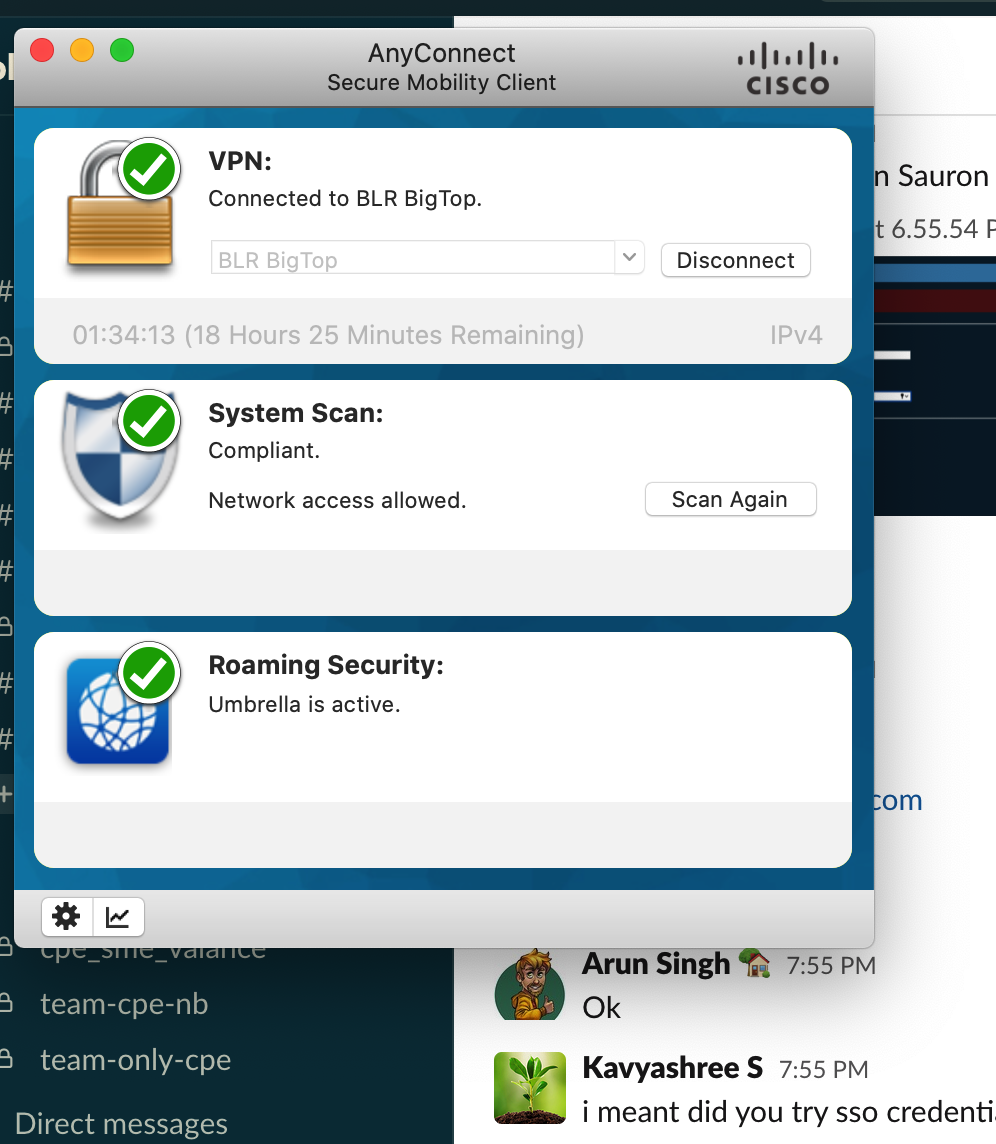 AnyConnect
Secure Mobility Client
CISCO
VPN:
Connected to BLR BigTop.
BLR BigTop
Disconnect
01:34:13 (18 Hours 25 Minutes Remaining)
IPv4
System Scan:
Compliant.
Network access allowed.
Scan Again
Roaming Security:
Umbrella is active.
n Sauron
t 6.55.54 P
com
#
#
#
#
#
#
#
+
cpe_sme_valance
team-cpe-nb
team-only-cpe
Direct messages
Arun Singh 7:55 PM
Ok
Kavyashree S 7:55 PM
i meant did you try sso credentia